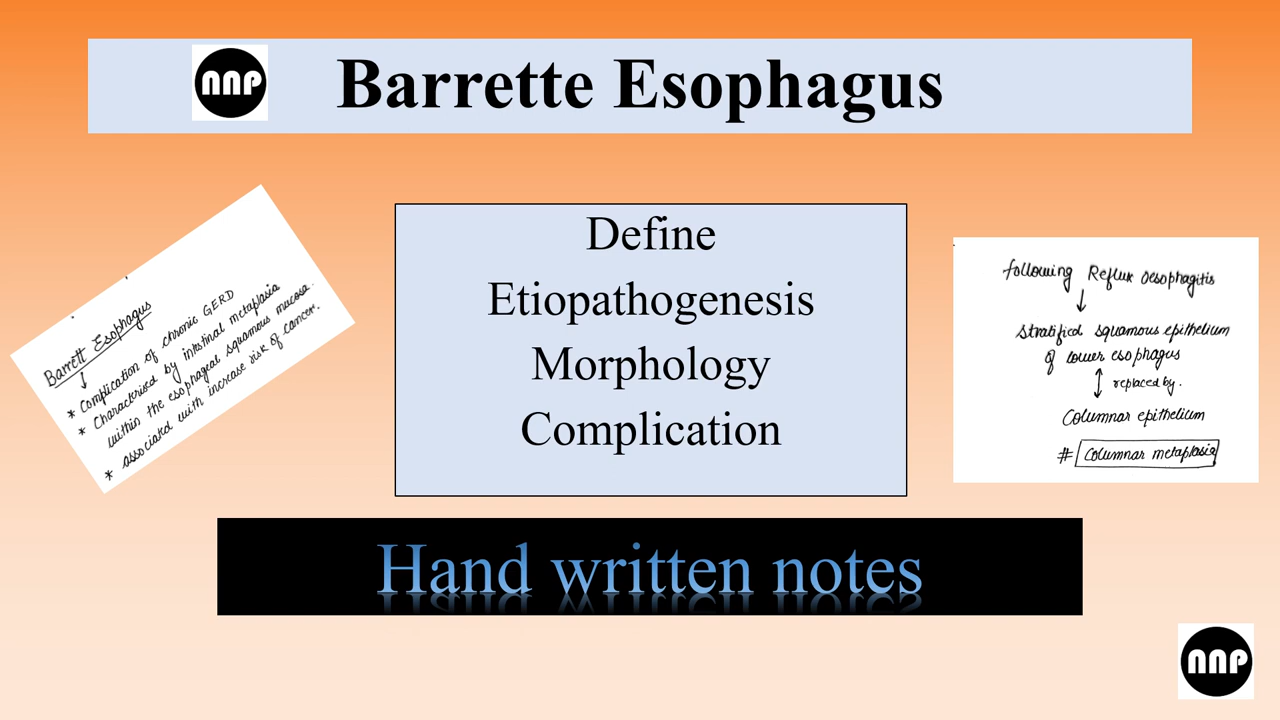 nnp
Barrette Esophagus
Barrett Esophagus
↓
* Complication of chronic GERD
* Characterised by intestinal metaplasia
within the esophageal squamous mucosa.
* associated with increase risk of cancer.
Define
Etiopathogenesis
Morphology
Complication
following Reflux oesophagitis
↓
stratified squamous epithelium
of lower esophagus
↕ replaced by.
Columnar epithelium
# Columnar metaplasia
Hand written notes
nnp